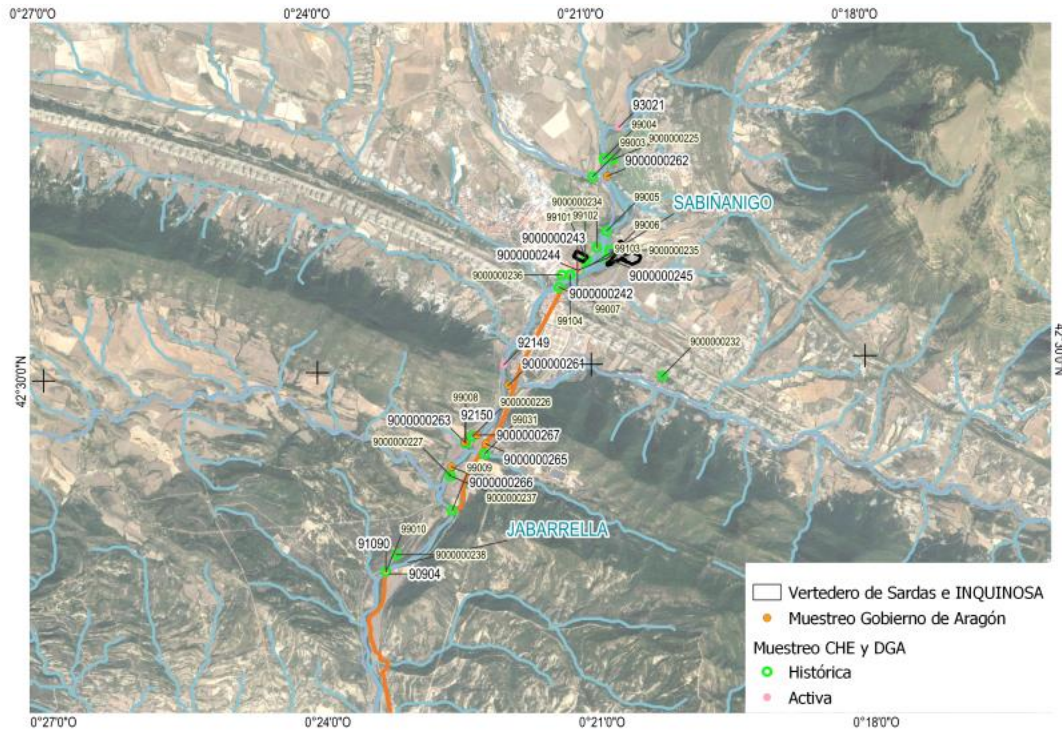 0°27'0"O
0°24'0"O
0°21'0"O
0°18'0"O
93021
99004
99003
9000000225
9000000262
9000000234
99005
SABIÑANIGO
99101
99102
99006
9000000243
99103
9000000235
9000000244
9000000245
9000000236
9000000242
99007
99104
92149
9000000261
9000000232
42°30'0"N
42°30'0"N
99008
9000000226
9000000263
92150
99031
9000000267
9000000227
9000000265
99009
9000000266
9000000237
99010
JABARRELLA
91090
9000000238
90904
Vertedero de Sardas e INQUINOSA
Muestreo Gobierno de Aragón
Muestreo CHE y DGA
Histórica
Activa
0°27'0"O
0°24'0"O
0°21'0"O
0°18'0"O